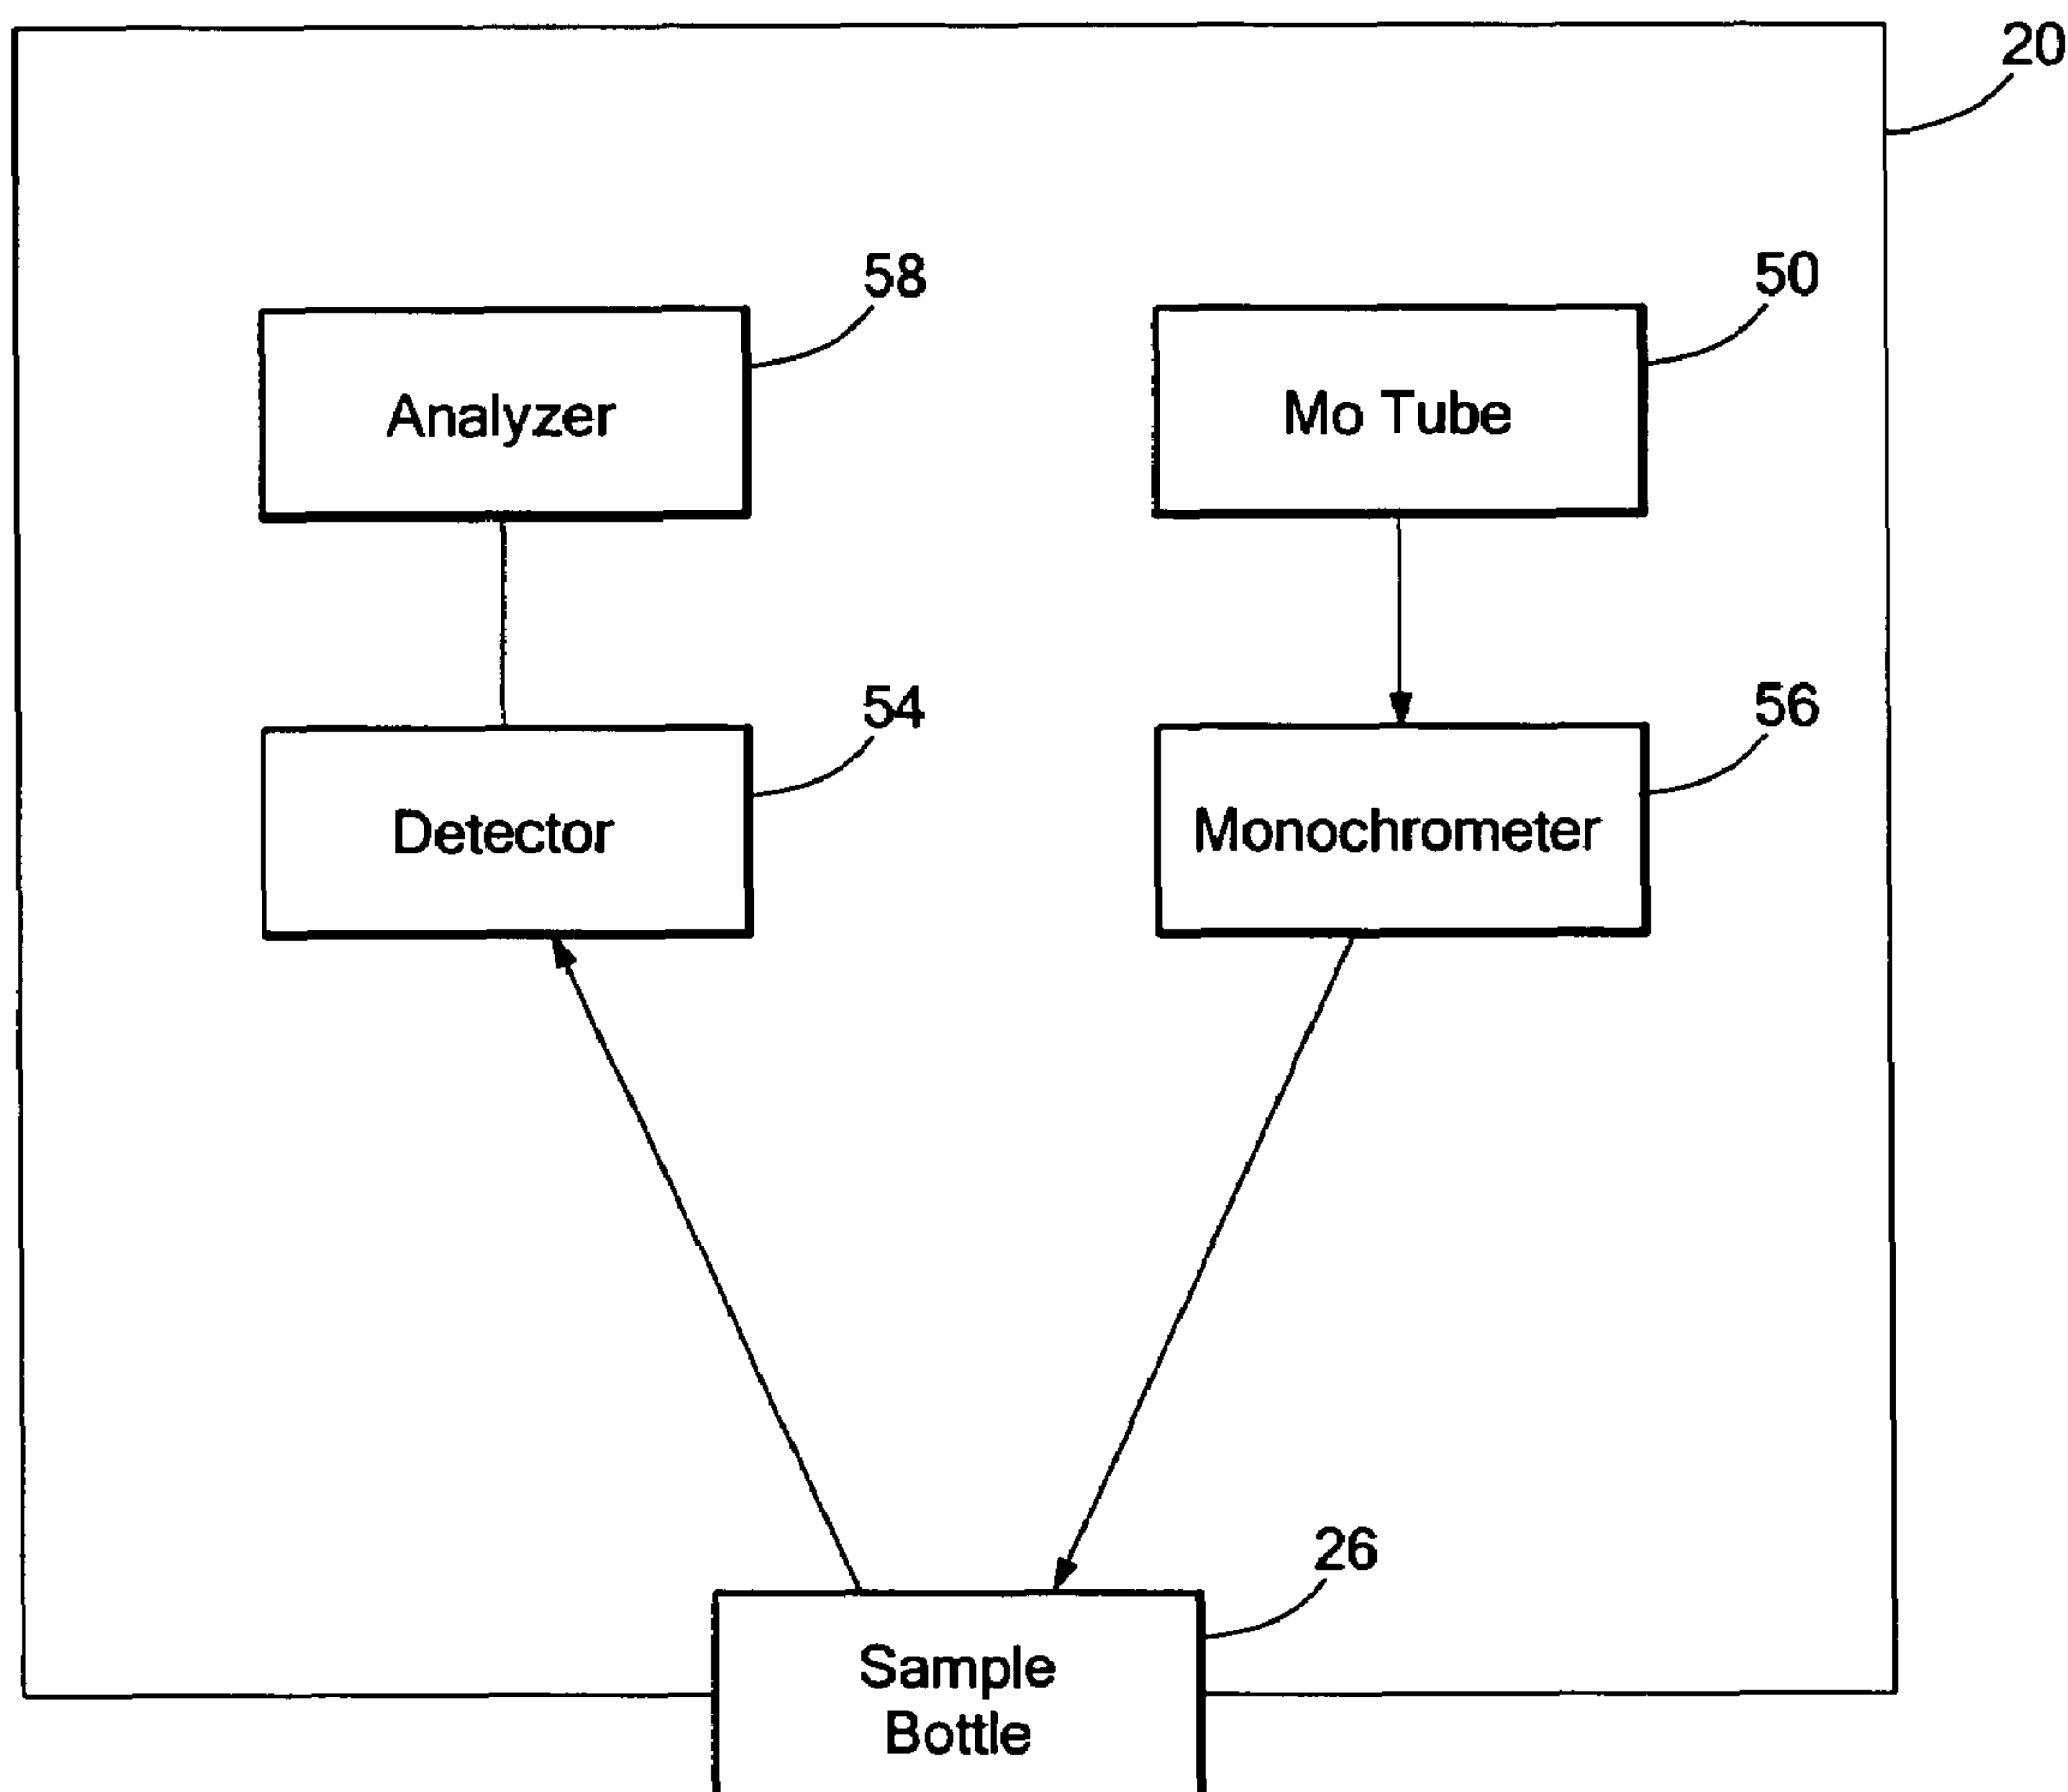 20
58
50
Analyzer
Mo Tube
54
56
Detector
Monochrometer
26
Sample
Bottle